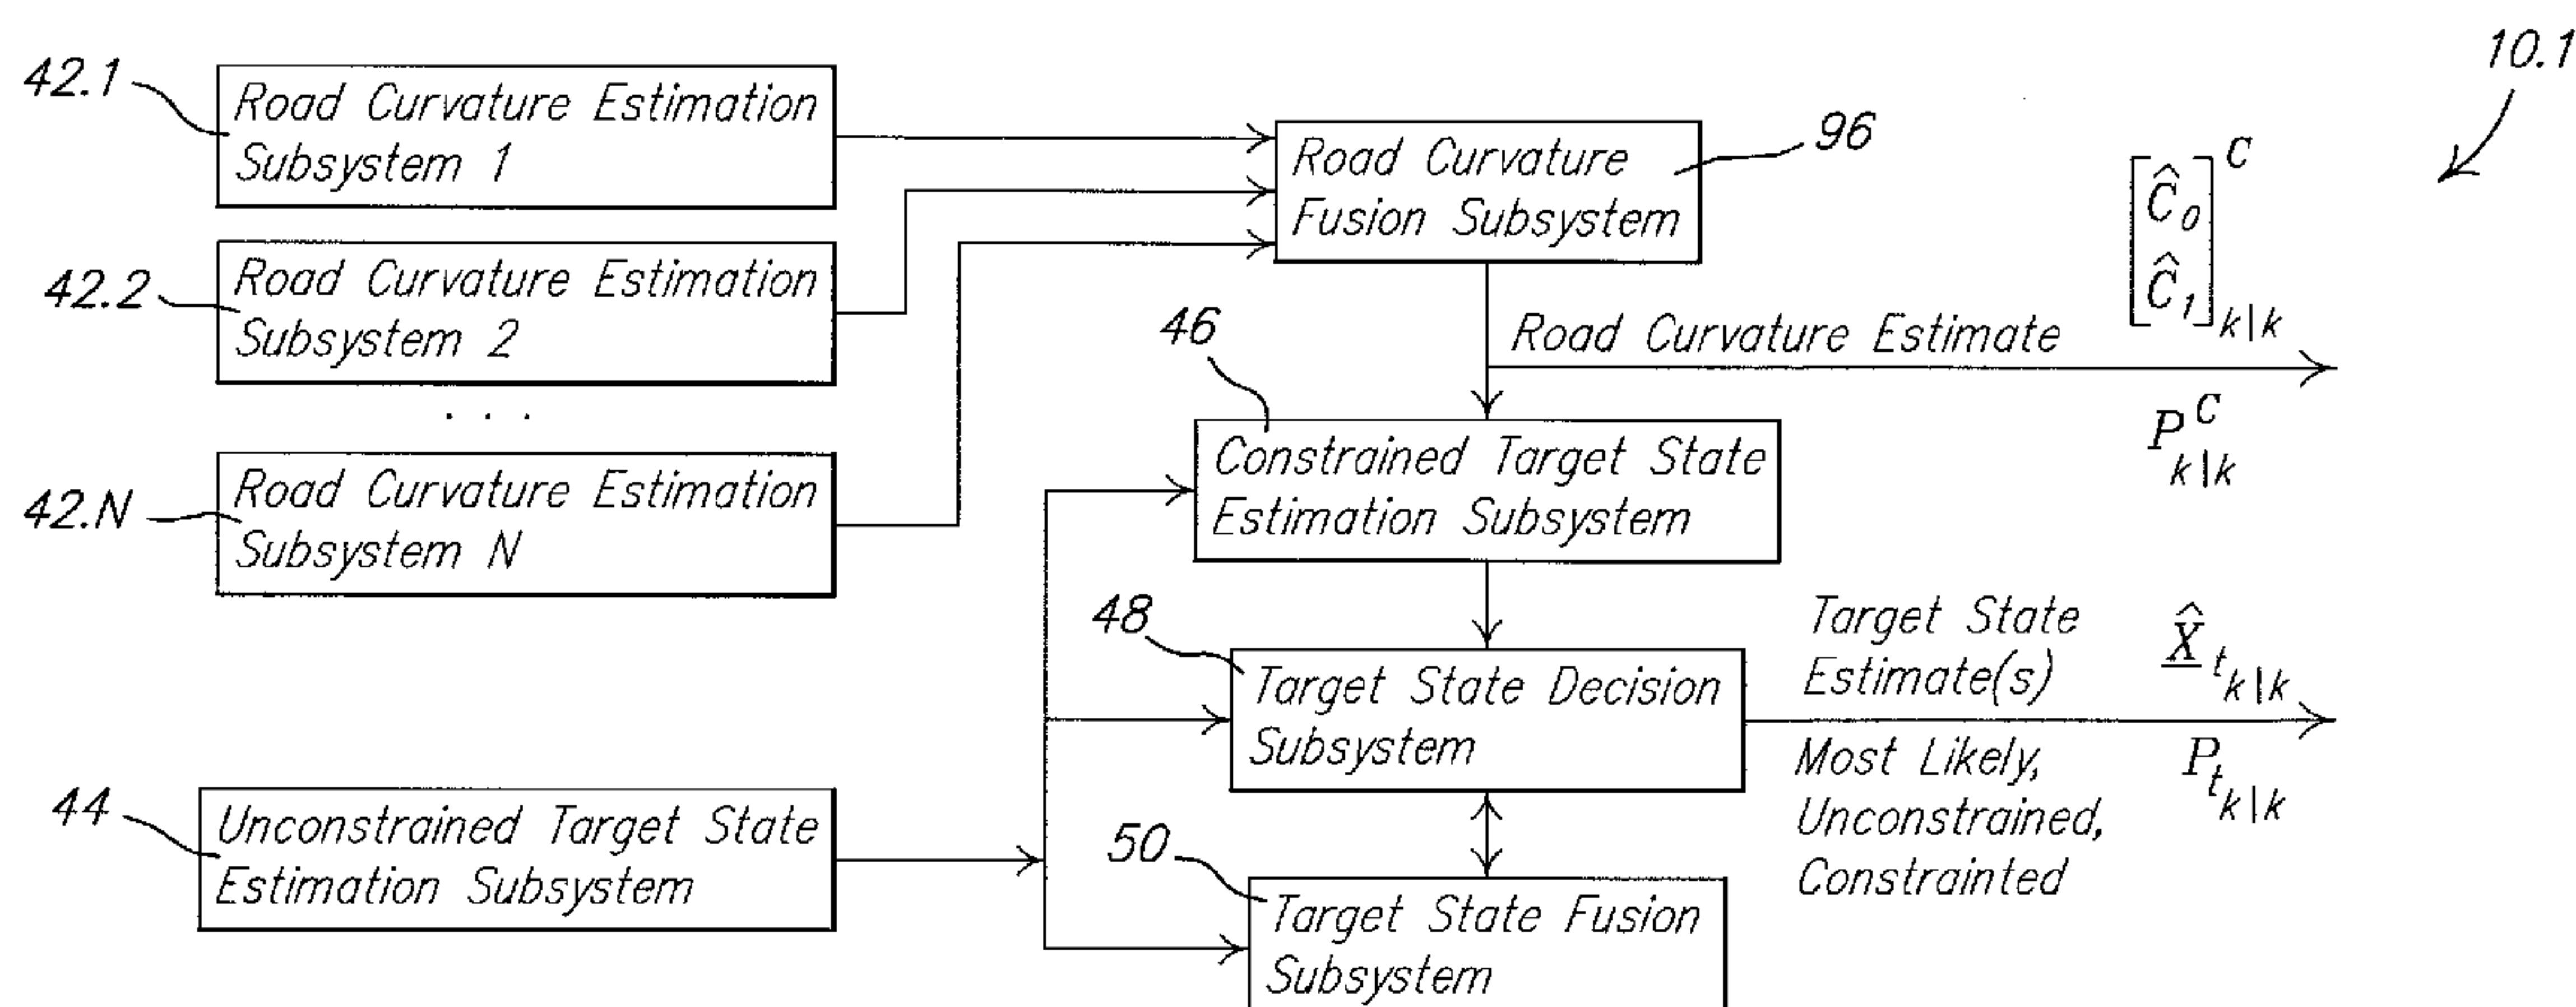 10.1
42.1
Road Curvature Estimation
Subsystem 1
42.2
Road Curvature Estimation
Subsystem 2
. . .
42.N
Road Curvature Estimation
Subsystem N
44
Unconstrained Target State
Estimation Subsystem
96
Road Curvature
Fusion Subsystem
Road Curvature Estimate
[Ĉ₀ Ĉ₁]ᶜ k|k
Pᶜ k|k
46
Constrained Target State
Estimation Subsystem
48
Target State Decision
Subsystem
Target State
Estimate(s)
X̲̂ t k|k
Most Likely,
Unconstrained,
Constrainted
P t k|k
50
Target State Fusion
Subsystem